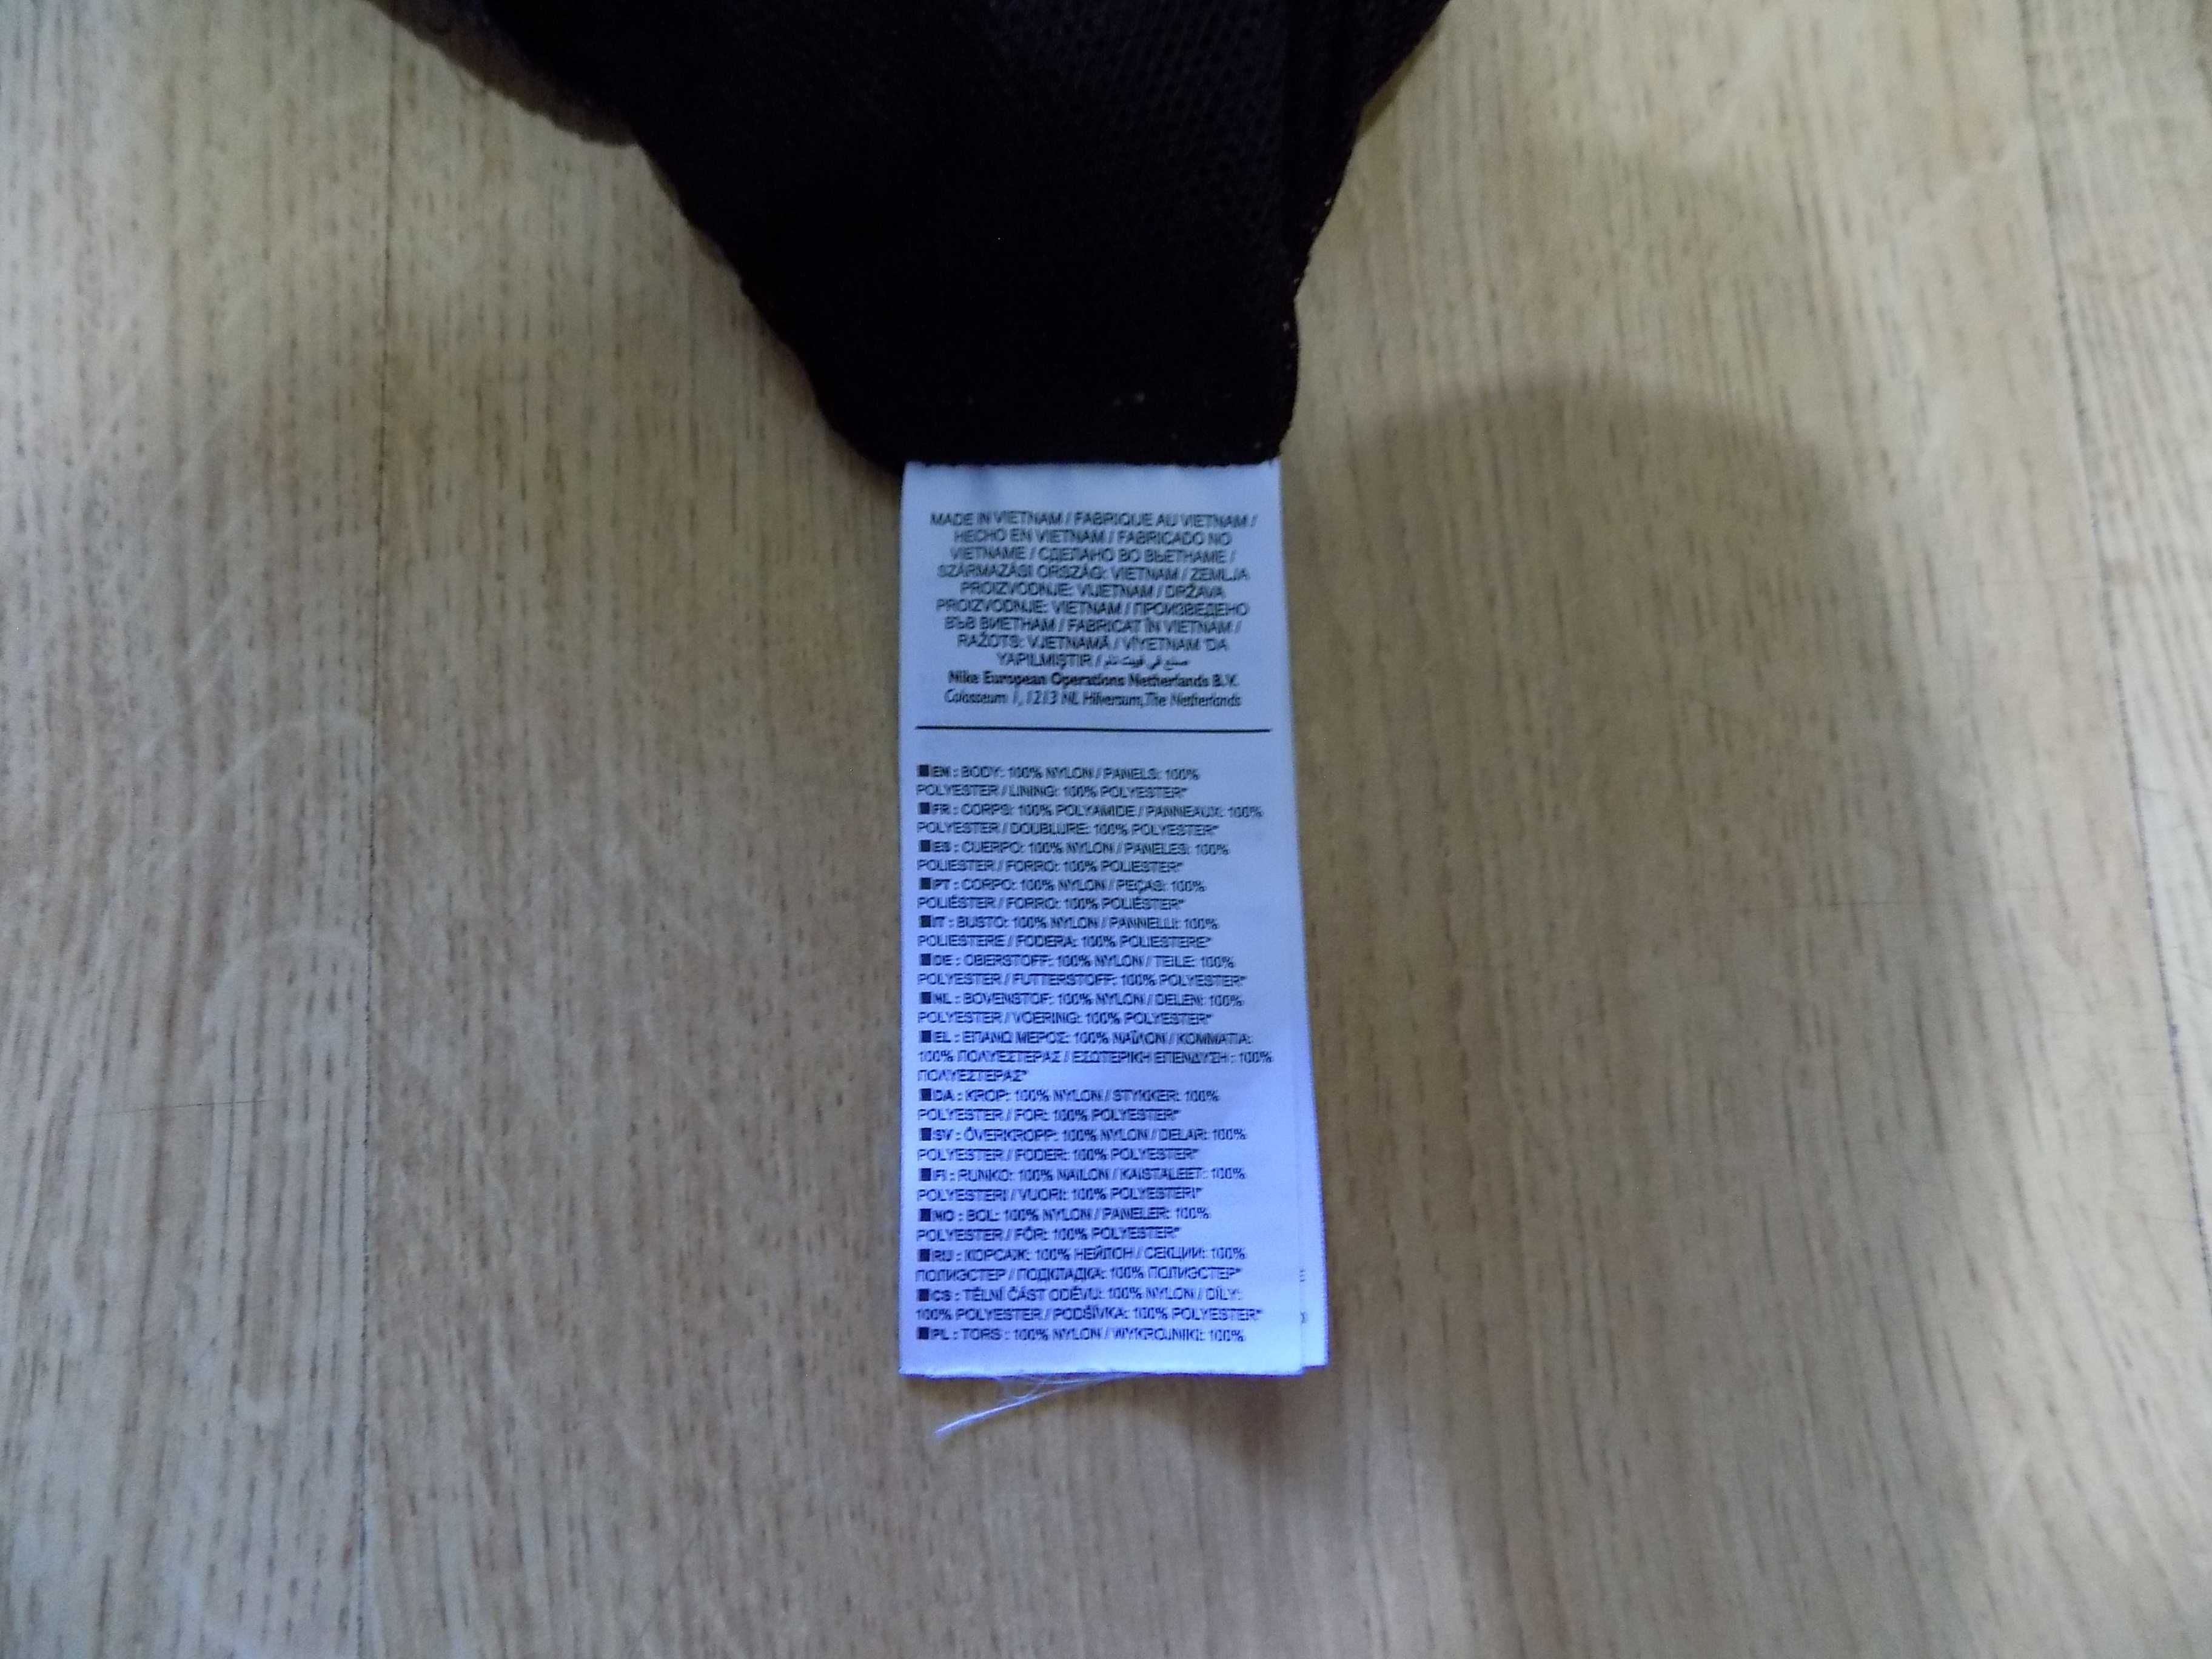 MADE IN VIETNAM / FABRIQUE AU VIETNAM /
HECHO EN VIETNAM / FABRICADO NO
VIETNAME / СДЕЛАНО ВО ВЬЕТНАМЕ /
SZÁRMAZÁSI ORSZÁG: VIETNAM / ZEMLJA
PROIZVODNJE: VIJETNAM / DRŽAVA
PROIZVODNJE: VIETNAM / ПРОИЗВЕДЕНО
ВЪВ ВИЕТНАМ / FABRICAT ÎN VIETNAM /
RAŽOTS: VJETNAMĀ / VİYETNAM 'DA
YAPILMIŞTIR / صنع في فييت نام
Nike European Operations Netherlands B.V.
Colosseum 1, 1213 NL Hilversum, The Netherlands
EN : BODY: 100% NYLON / PANELS: 100%
POLYESTER / LINING: 100% POLYESTER*
FR : CORPS: 100% POLYAMIDE / PANNEAUX: 100%
POLYESTER / DOUBLURE: 100% POLYESTER*
ES : CUERPO: 100% NYLON / PANELES: 100%
POLIESTER / FORRO: 100% POLIESTER*
PT : CORPO: 100% NYLON / PEÇAS: 100%
POLIÉSTER / FORRO: 100% POLIÉSTER*
IT : BUSTO: 100% NYLON / PANNELLI: 100%
POLIESTERE / FODERA: 100% POLIESTERE*
DE : OBERSTOFF: 100% NYLON / TEILE: 100%
POLYESTER / FUTTERSTOFF: 100% POLYESTER*
NL : BOVENSTOF: 100% NYLON / DELEN: 100%
POLYESTER / VOERING: 100% POLYESTER*
EL : ΕΠΑΝΩ ΜΕΡΟΣ: 100% ΝΑΪΛΟΝ / ΚΟΜΜΑΤΙΑ:
100% ΠΟΛΥΕΣΤΕΡΑΣ / ΕΣΩΤΕΡΙΚΗ ΕΠΕΝΔΥΣΗ : 100%
ΠΟΛΥΕΣΤΕΡΑΣ*
DA : KROP: 100% NYLON / STYKKER: 100%
POLYESTER / FOR: 100% POLYESTER*
SV : ÖVERKROPP: 100% NYLON / DELAR: 100%
POLYESTER / FODER: 100% POLYESTER*
FI : RUNKO: 100% NAILON / KAISTALEET: 100%
POLYESTERI / VUORI: 100% POLYESTERI*
NO : BOL: 100% NYLON / PANELER: 100%
POLYESTER / FÔR: 100% POLYESTER*
RU : КОРСАЖ: 100% НЕЙЛОН / СЕКЦИИ: 100%
ПОЛИЭСТЕР / ПОДКЛАДКА: 100% ПОЛИЭСТЕР*
CS : TĚLNÍ ČÁST ODĚVU: 100% NYLON / DÍLY:
100% POLYESTER / PODŠÍVKA: 100% POLYESTER*
PL : TORS : 100% NYLON / WYKROJNIKI: 100%